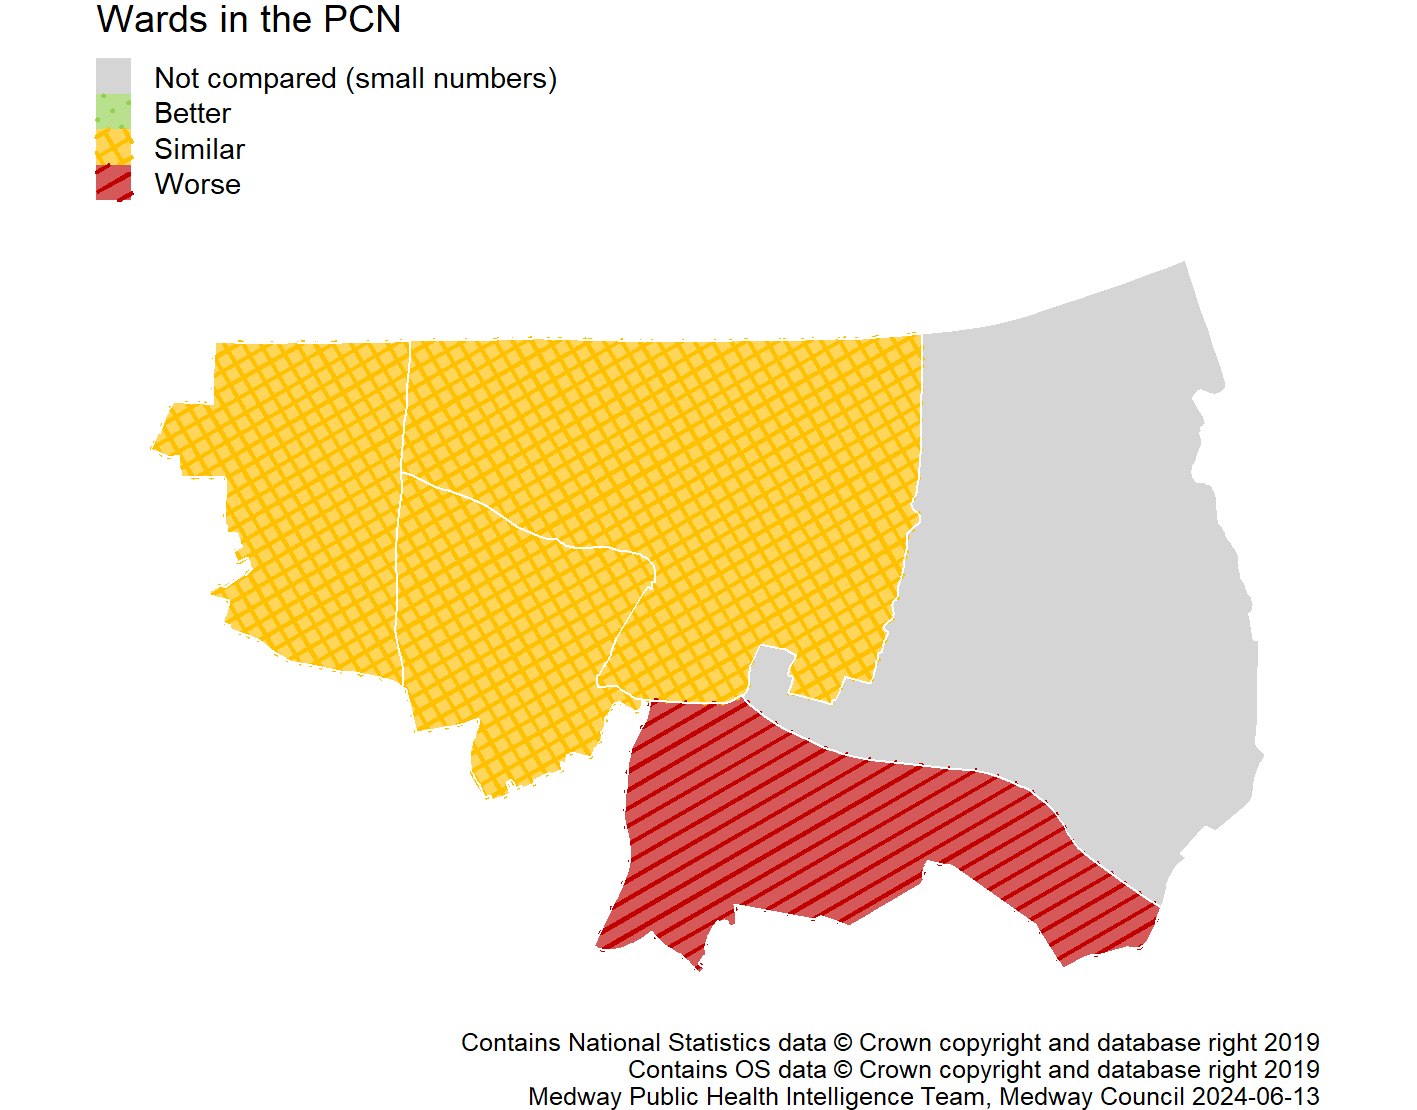 Wards in the PCN
Not compared (small numbers)
Better
Similar
Worse
Contains National Statistics data © Crown copyright and database right 2019
Contains OS data © Crown copyright and database right 2019
Medway Public Health Intelligence Team, Medway Council 2024-06-13